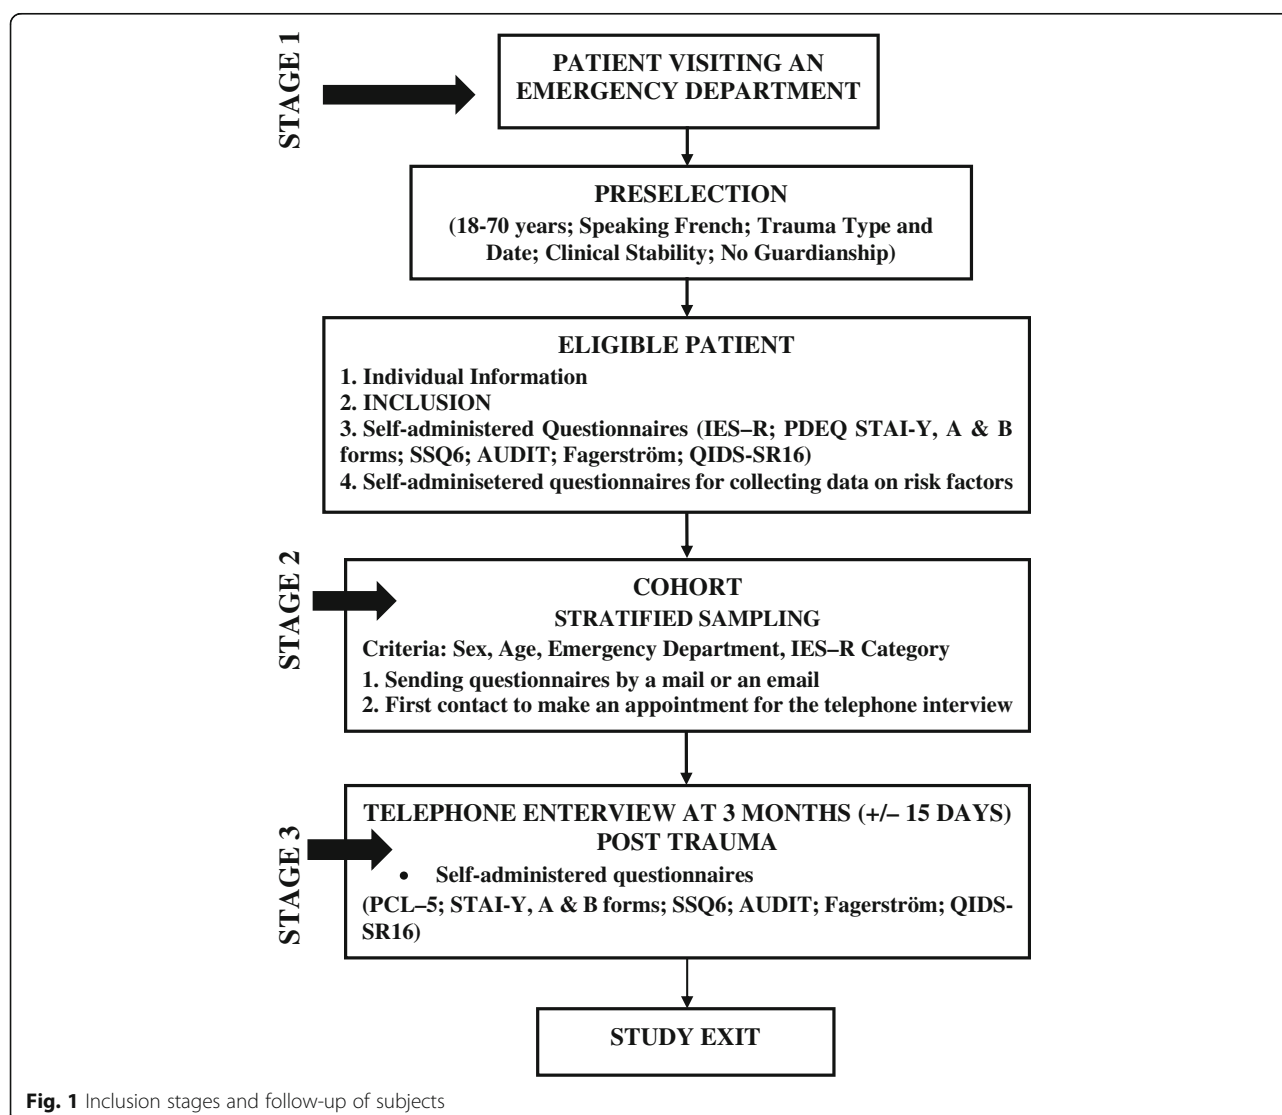 STAGE 1
PATIENT VISITING AN
EMERGENCY DEPARTMENT
PRESELECTION
(18-70 years; Speaking French; Trauma Type and
Date; Clinical Stability; No Guardianship)
ELIGIBLE PATIENT
1. Individual Information
2. INCLUSION
3. Self-administered Questionnaires (IES–R; PDEQ STAI-Y, A & B
forms; SSQ6; AUDIT; Fagerström; QIDS-SR16)
4. Self-adminisetered questionnaires for collecting data on risk factors
STAGE 2
COHORT
STRATIFIED SAMPLING
Criteria: Sex, Age, Emergency Department, IES–R Category
1. Sending questionnaires by a mail or an email
2. First contact to make an appointment for the telephone interview
STAGE 3
TELEPHONE ENTERVIEW AT 3 MONTHS (+/– 15 DAYS)
POST TRAUMA
• Self-administered questionnaires
(PCL–5; STAI-Y, A & B forms; SSQ6; AUDIT; Fagerström; QIDS-
SR16)
STUDY EXIT
Fig. 1 Inclusion stages and follow-up of subjects